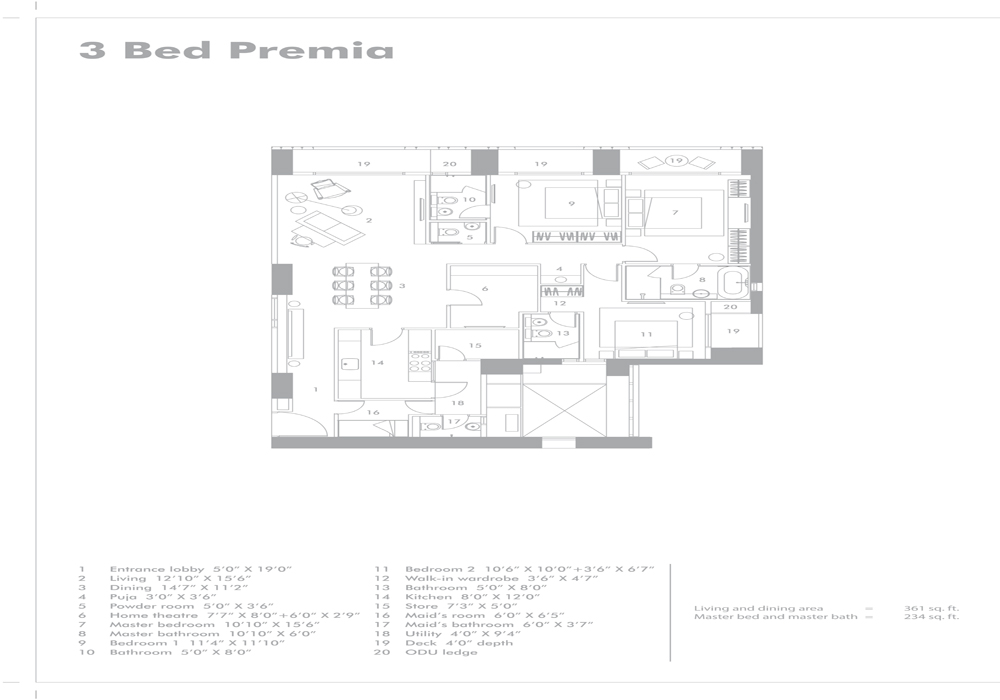 3 Bed Premia
19 20 19 19
10 9 7
2
5
4 8
6
3 12 20
13 11 19
15
14
1 18
16 17
1 Entrance lobby 5'0" X 19'0"
2 Living 12'10" X 15'6"
3 Dining 14'7" X 11'2"
4 Puja 3'0" X 3'6"
5 Powder room 5'0" X 3'6"
6 Home theatre 7'7" X 8'0"+6'0" X 2'9"
7 Master bedroom 10'10" X 15'6"
8 Master bathroom 10'10" X 6'0"
9 Bedroom 1 11'4" X 11'10"
10 Bathroom 5'0" X 8'0"
11 Bedroom 2 10'6" X 10'0"+3'6" X 6'7"
12 Walk-in wardrobe 3'6" X 4'7"
13 Bathroom 5'0" X 8'0"
14 Kitchen 8'0" X 12'0"
15 Store 7'3" X 5'0"
16 Maid's room 6'0" X 6'5"
17 Maid's bathroom 6'0" X 3'7"
18 Utility 4'0" X 9'4"
19 Deck 4'0" depth
20 ODU ledge
Living and dining area = 361 sq. ft.
Master bed and master bath = 234 sq. ft.